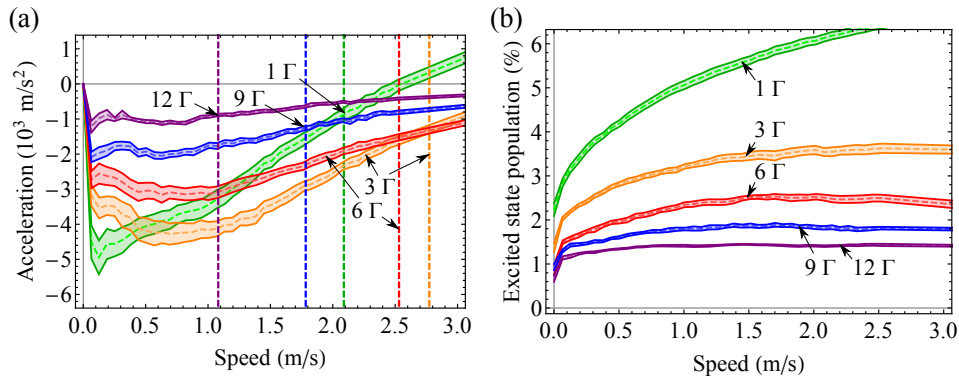 (a)
1
0
−1
−2
−3
−4
−5
−6
Acceleration (10³ m/s²)
12 Γ
9 Γ
1 Γ
3 Γ
6 Γ
0.0 0.5 1.0 1.5 2.0 2.5 3.0
Speed (m/s)
(b)
6
5
4
3
2
1
0
Excited state population (%)
1 Γ
3 Γ
6 Γ
9 Γ
12 Γ
0.0 0.5 1.0 1.5 2.0 2.5 3.0
Speed (m/s)